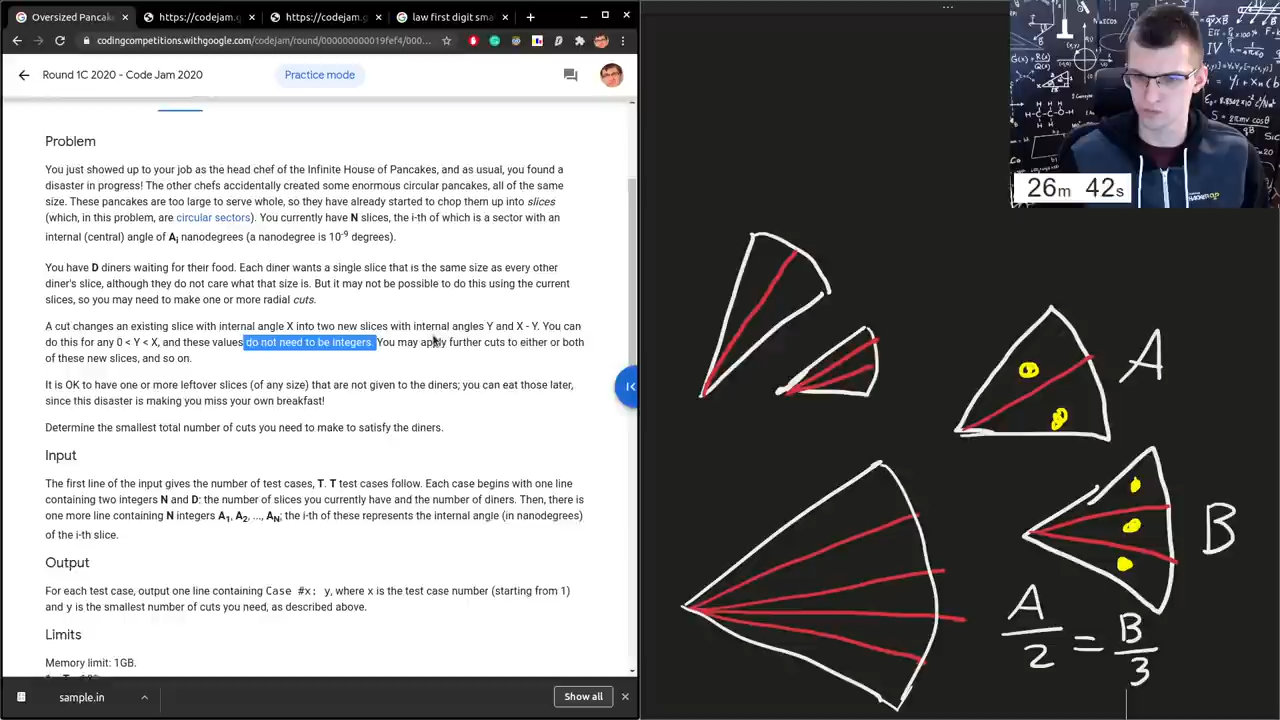 Oversized Pancak
https://codejam.g
https://codejam.g
law first digit sma
codingcompetitions.withgoogle.com/codejam/round/000000000019fef4/000...
Round 1C 2020 - Code Jam 2020
Practice mode
Problem
You just showed up to your job as the head chef of the Infinite House of Pancakes, and as usual, you found a
disaster in progress! The other chefs accidentally created some enormous circular pancakes, all of the same
size. These pancakes are too large to serve whole, so they have already started to chop them up into slices
(which, in this problem, are circular sectors). You currently have N slices, the i-th of which is a sector with an
internal (central) angle of Ai nanodegrees (a nanodegree is 10-9 degrees).
You have D diners waiting for their food. Each diner wants a single slice that is the same size as every other
diner's slice, although they do not care what that size is. But it may not be possible to do this using the current
slices, so you may need to make one or more radial cuts.
A cut changes an existing slice with internal angle X into two new slices with internal angles Y and X - Y. You can
do this for any 0 < Y < X, and these values do not need to be integers. You may apply further cuts to either or both
of these new slices, and so on.
It is OK to have one or more leftover slices (of any size) that are not given to the diners; you can eat those later,
since this disaster is making you miss your own breakfast!
Determine the smallest total number of cuts you need to make to satisfy the diners.
Input
The first line of the input gives the number of test cases, T. T test cases follow. Each case begins with one line
containing two integers N and D: the number of slices you currently have and the number of diners. Then, there is
one more line containing N integers A1, A2, ..., AN; the i-th of these represents the internal angle (in nanodegrees)
of the i-th slice.
Output
For each test case, output one line containing Case #x: y, where x is the test case number (starting from 1)
and y is the smallest number of cuts you need, as described above.
Limits
Memory limit: 1GB.
sample.in
Show all
26m 42s
A
B
A/2 = B/3